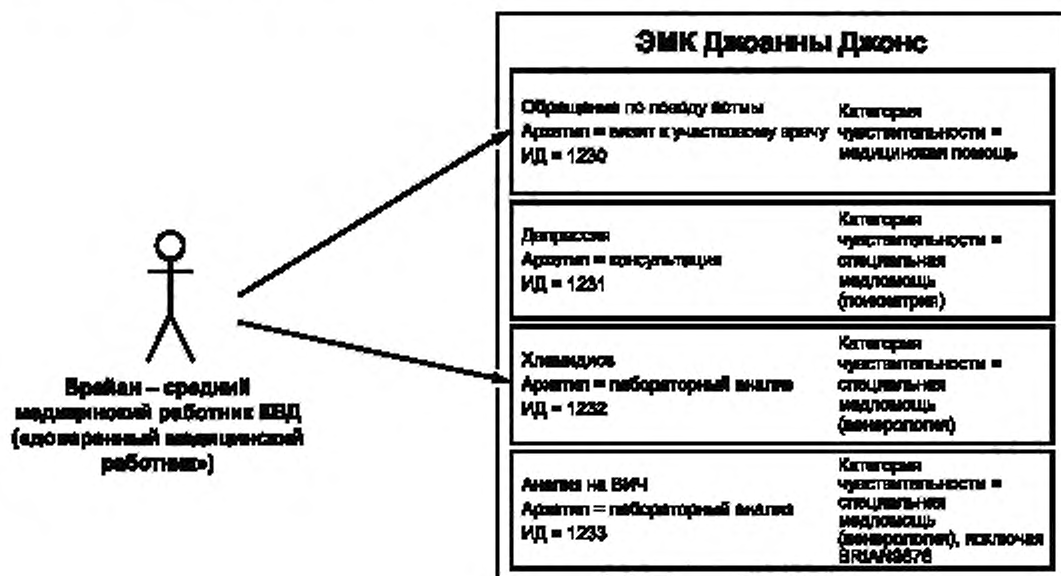 ЭМК Джоанны Джонс
Обращение по поводу астмы
Архетип = визит к участковому врачу
ИД = 1230
Категория
чувствительности =
медицинская помощь
Депрессия
Архетип = консультация
ИД = 1231
Категория
чувствительности =
специальная
медпомощь
(психиатрия)
Хламидиоз
Архетип = лабораторный анализ
ИД = 1232
Категория
чувствительности =
специальная
медпомощь
(венерология)
Анализ на ВИЧ
Архетип = лабораторный анализ
ИД = 1233
Категория
чувствительности =
специальная
медпомощь
(венерология), исключая
BRIAN9876
Брайан – средний
медицинский работник КВД
(«доверенный медицинский
работник»)